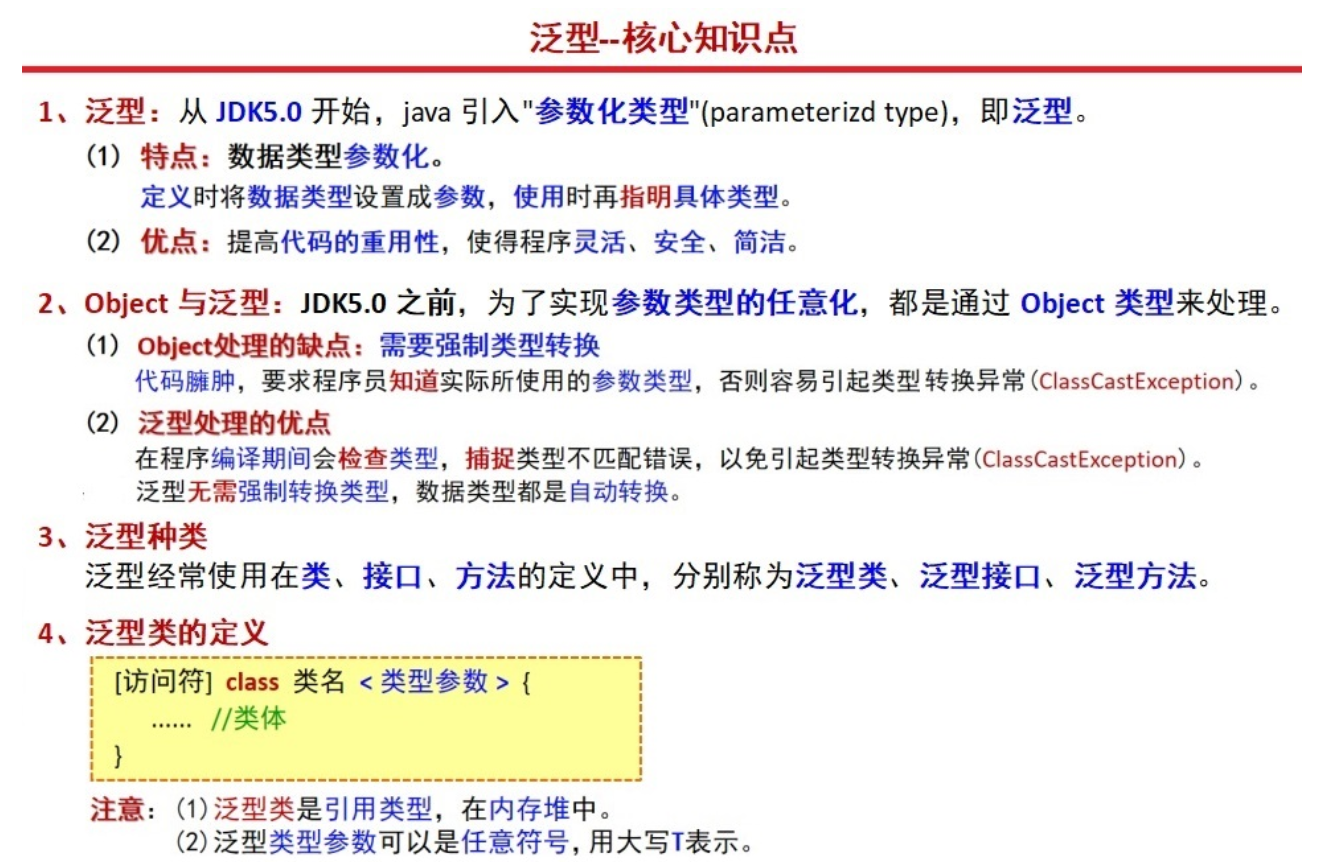 泛型--核心知识点
1、泛型：从 JDK5.0 开始，java 引入"参数化类型"(parameterizd type)，即泛型。
(1) 特点：数据类型参数化。
定义时将数据类型设置成参数，使用时再指明具体类型。
(2) 优点：提高代码的重用性，使得程序灵活、安全、简洁。
2、Object 与泛型：JDK5.0 之前，为了实现参数类型的任意化，都是通过 Object 类型来处理。
(1) Object处理的缺点：需要强制类型转换
代码臃肿，要求程序员知道实际所使用的参数类型，否则容易引起类型转换异常(ClassCastException)。
(2) 泛型处理的优点
在程序编译期间会检查类型，捕捉类型不匹配错误，以免引起类型转换异常(ClassCastException)。
泛型无需强制转换类型，数据类型都是自动转换。
3、泛型种类
泛型经常使用在类、接口、方法的定义中，分别称为泛型类、泛型接口、泛型方法。
4、泛型类的定义
[访问符] class 类名 < 类型参数 > {
...... //类体
}
注意：(1)泛型类是引用类型，在内存堆中。
(2)泛型类型参数可以是任意符号,用大写T表示。